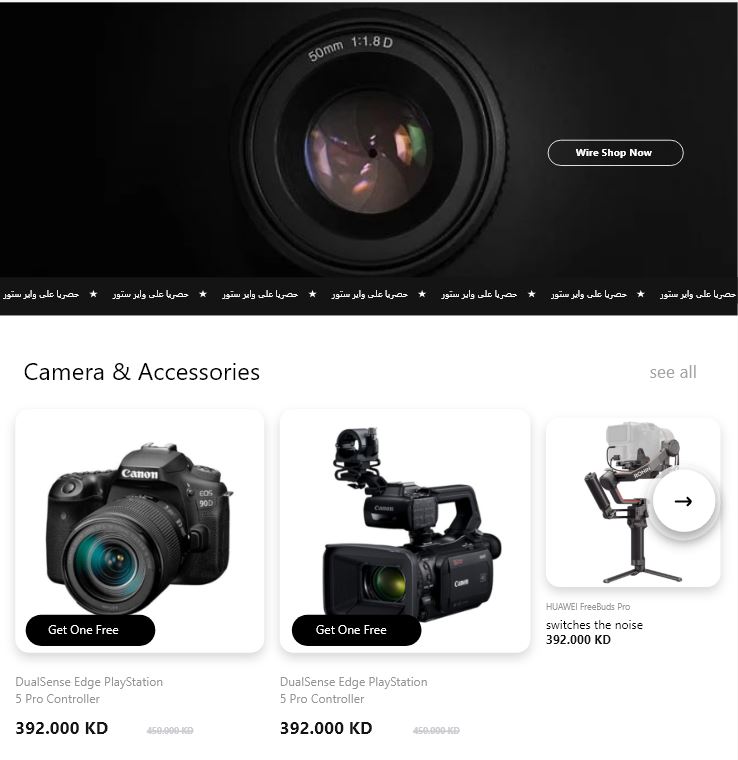 50mm 1:1.8 D
Wire Shop Now
حصريا على واير ستور ★ حصريا على واير ستور ★ حصريا على واير ستور ★ حصريا على واير ستور ★ حصريا على واير ستور ★ حصريا على واير ستور ★ حصريا على واير ستور
Camera & Accessories
see all
Canon
EOS
90D
Get One Free
Canon
Canon
Get One Free
RONIN
→
DualSense Edge PlayStation
5 Pro Controller
392.000 KD
450.000 KD
DualSense Edge PlayStation
5 Pro Controller
392.000 KD
450.000 KD
HUAWEI FreeBuds Pro
switches the noise
392.000 KD